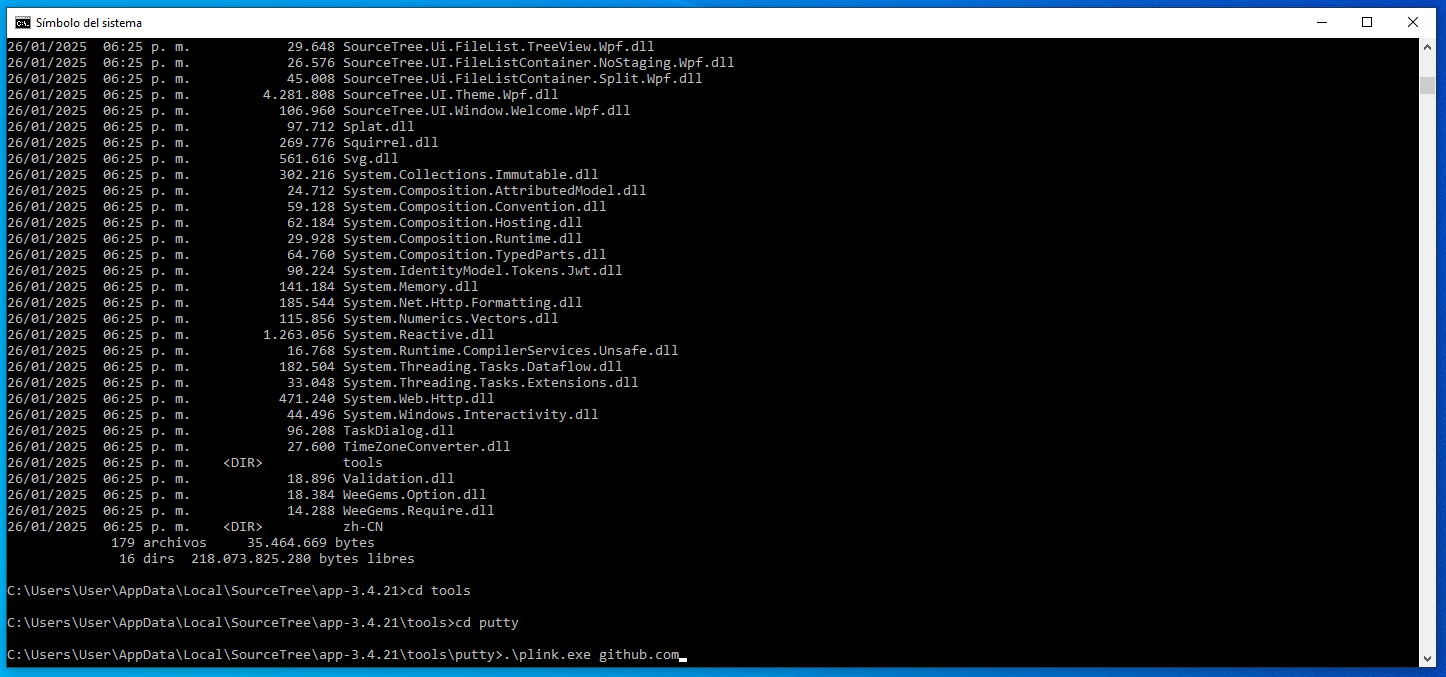 Símbolo del sistema
26/01/2025  06:25 p. m.            29.648 SourceTree.Ui.FileList.TreeView.Wpf.dll
26/01/2025  06:25 p. m.            26.576 SourceTree.UI.FileListContainer.NoStaging.Wpf.dll
26/01/2025  06:25 p. m.            45.008 SourceTree.Ui.FileListContainer.Split.Wpf.dll
26/01/2025  06:25 p. m.         4.281.808 SourceTree.UI.Theme.Wpf.dll
26/01/2025  06:25 p. m.           106.960 SourceTree.UI.Window.Welcome.Wpf.dll
26/01/2025  06:25 p. m.            97.712 Splat.dll
26/01/2025  06:25 p. m.           269.776 Squirrel.dll
26/01/2025  06:25 p. m.           561.616 Svg.dll
26/01/2025  06:25 p. m.           302.216 System.Collections.Immutable.dll
26/01/2025  06:25 p. m.            24.712 System.Composition.AttributedModel.dll
26/01/2025  06:25 p. m.            59.128 System.Composition.Convention.dll
26/01/2025  06:25 p. m.            62.184 System.Composition.Hosting.dll
26/01/2025  06:25 p. m.            29.928 System.Composition.Runtime.dll
26/01/2025  06:25 p. m.            64.760 System.Composition.TypedParts.dll
26/01/2025  06:25 p. m.            90.224 System.IdentityModel.Tokens.Jwt.dll
26/01/2025  06:25 p. m.           141.184 System.Memory.dll
26/01/2025  06:25 p. m.           185.544 System.Net.Http.Formatting.dll
26/01/2025  06:25 p. m.           115.856 System.Numerics.Vectors.dll
26/01/2025  06:25 p. m.         1.263.056 System.Reactive.dll
26/01/2025  06:25 p. m.            16.768 System.Runtime.CompilerServices.Unsafe.dll
26/01/2025  06:25 p. m.           182.504 System.Threading.Tasks.Dataflow.dll
26/01/2025  06:25 p. m.            33.048 System.Threading.Tasks.Extensions.dll
26/01/2025  06:25 p. m.           471.240 System.Web.Http.dll
26/01/2025  06:25 p. m.            44.496 System.Windows.Interactivity.dll
26/01/2025  06:25 p. m.            96.208 TaskDialog.dll
26/01/2025  06:25 p. m.            27.600 TimeZoneConverter.dll
26/01/2025  06:25 p. m.    <DIR>          tools
26/01/2025  06:25 p. m.            18.896 Validation.dll
26/01/2025  06:25 p. m.            18.384 WeeGems.Option.dll
26/01/2025  06:25 p. m.            14.288 WeeGems.Require.dll
26/01/2025  06:25 p. m.    <DIR>          zh-CN
             179 archivos     35.464.669 bytes
              16 dirs  218.073.825.280 bytes libres
C:\Users\User\AppData\Local\SourceTree\app-3.4.21>cd tools
C:\Users\User\AppData\Local\SourceTree\app-3.4.21\tools>cd putty
C:\Users\User\AppData\Local\SourceTree\app-3.4.21\tools\putty>.\plink.exe github.com